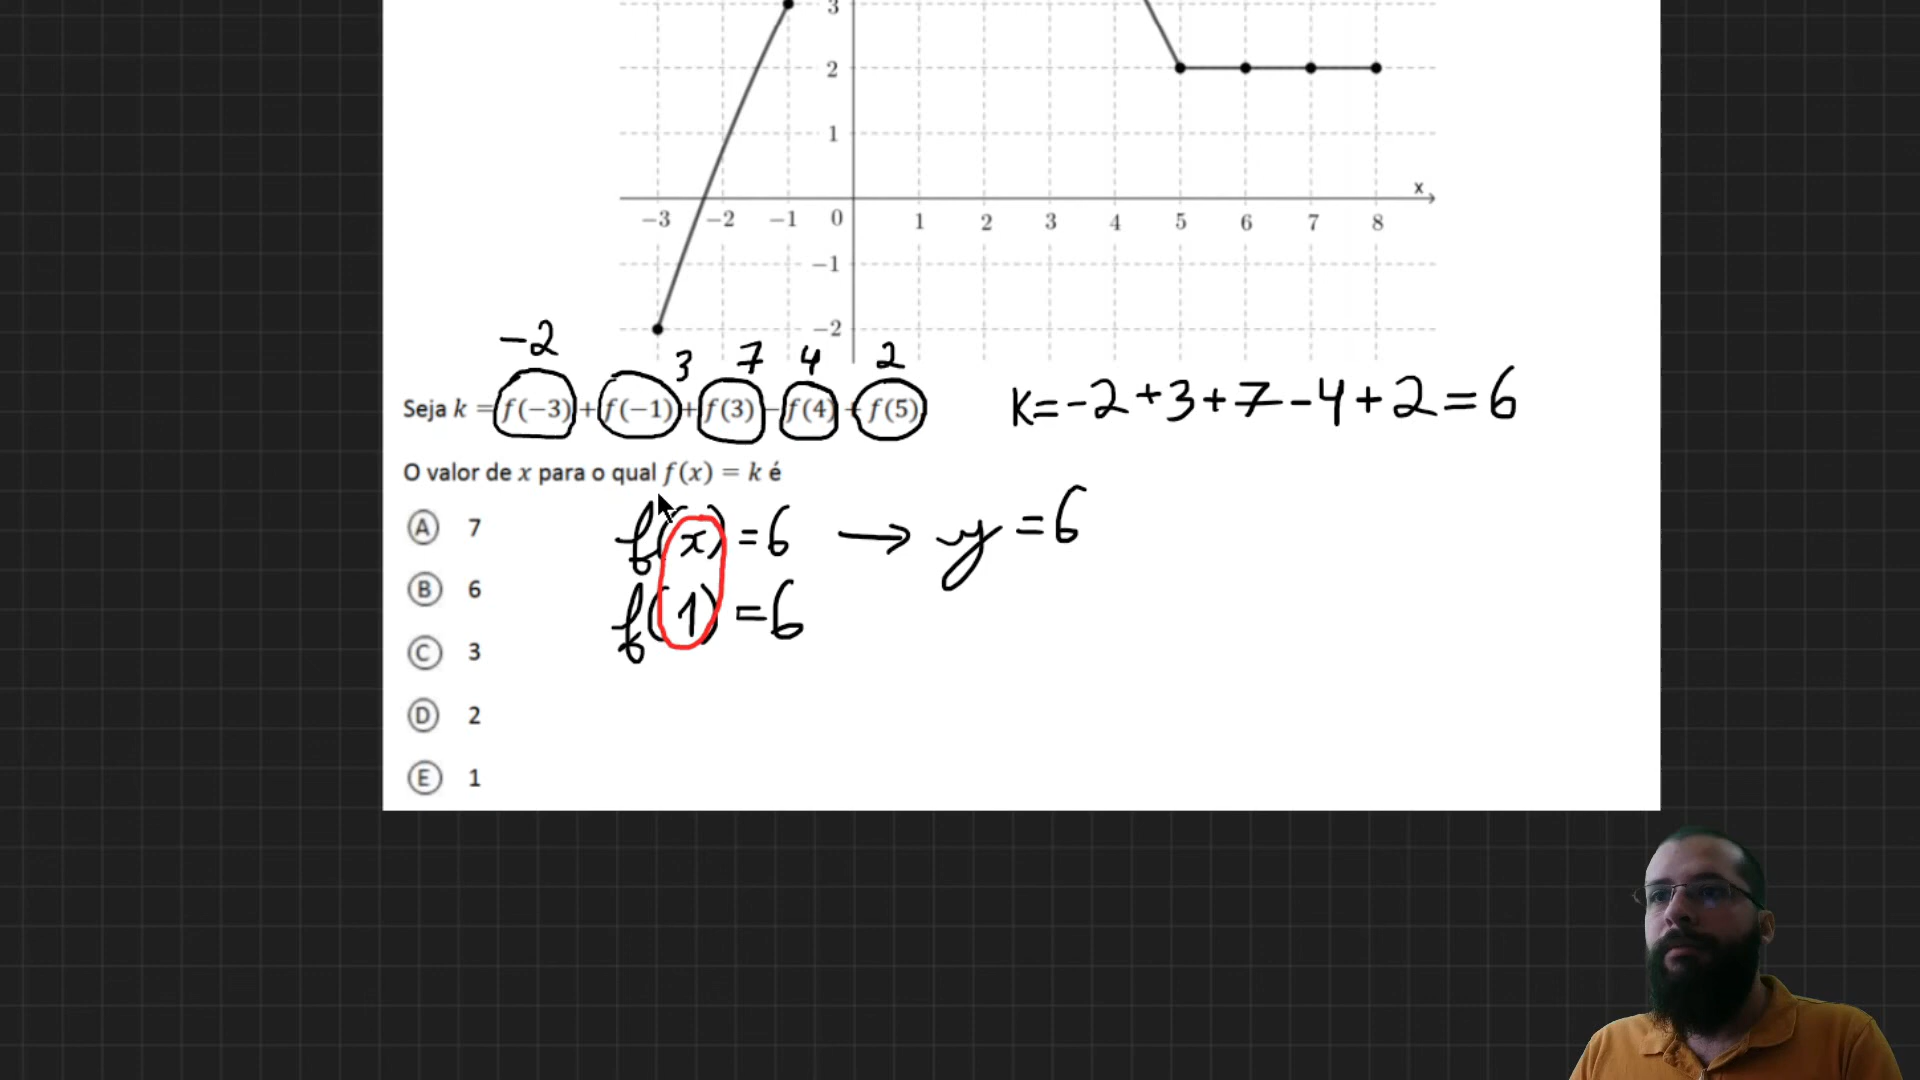 3
2
1
x
−3 −2 −1 0 1 2 3 4 5 6 7 8
−1
−2
−2 3 7 4 2
Seja k = f(−3) + f(−1) + f(3) − f(4) + f(5)
K=-2+3+7-4+2=6
O valor de x para o qual f(x) = k é
A 7
f(x) = 6 → y = 6
B 6
f(1) = 6
C 3
D 2
E 1